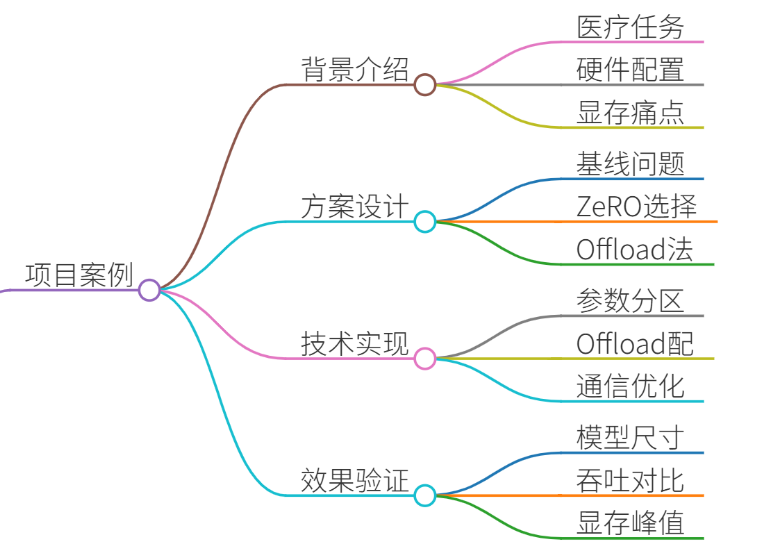 医疗任务
背景介绍
硬件配置
显存痛点
基线问题
方案设计
ZeRO选择
Offload法
项目案例
参数分区
技术实现
Offload配
通信优化
模型尺寸
效果验证
吞吐对比
显存峰值